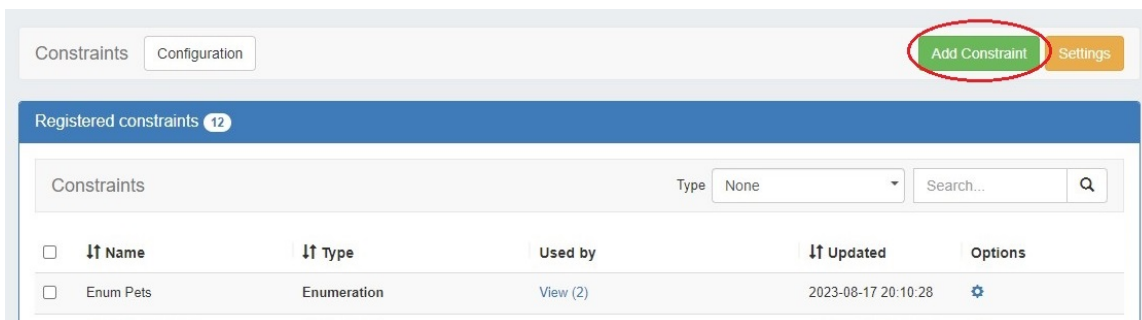 Constraints Configuration Add Constraint Settings
Registered constraints 12
Constraints Type None Search...
Name Type Used by Updated Options
Enum Pets Enumeration View (2) 2023-08-17 20:10:28